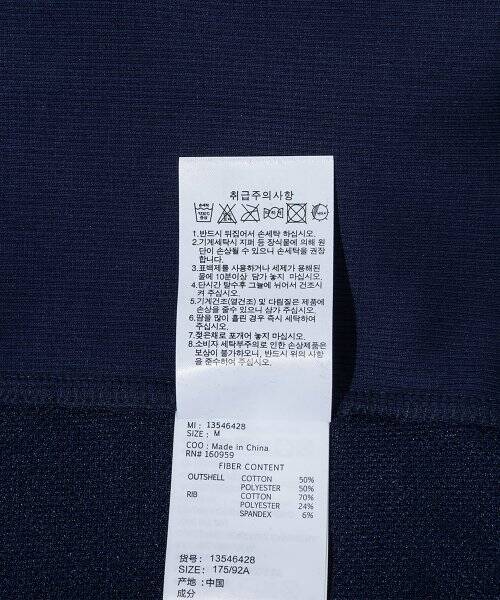 취급주의사항
1.반드시 뒤집어서 손세탁 하십시오.
2.기계세탁시 지퍼 등 장식물에 의해 원
단이 손상될 수 있으니 손세탁을 권장
합니다.
3.표백제를 사용하거나 세제가 용해된
물에 10분이상 담가 놓지 마십시오.
4.단시간 탈수후 그늘에 뉘어서 건조시
켜 주십시오.
5.기계건조(열건조) 및 다림질은 제품에
손상을 줄수 있으니 삼가 주십시오.
6.땀을 많이 흘린 경우 즉시 세탁하여
주십시오.
7.젖은채로 포개어 놓지 마십시오.
8.소비자 세탁부주의로 인한 손상제품은
보상이 불가하오니, 반드시 위의 사항
을 준수하여 주십시오.
MI: 13546428
SIZE: M
COO: Made in China
RN# 160959
FIBER CONTENT
OUTSHELL COTTON 50%
POLYESTER 50%
RIB COTTON 70%
POLYESTER 24%
SPANDEX 6%
货号: 13546428
SIZE: 175/92A
产地: 中国
成分